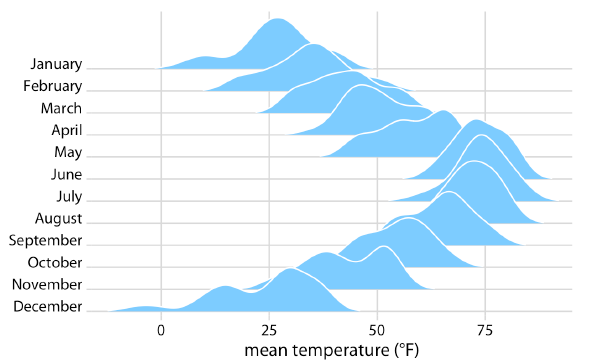 January
February
March
April
May
June
July
August
September
October
November
December
0 25 50 75
mean temperature (°F)